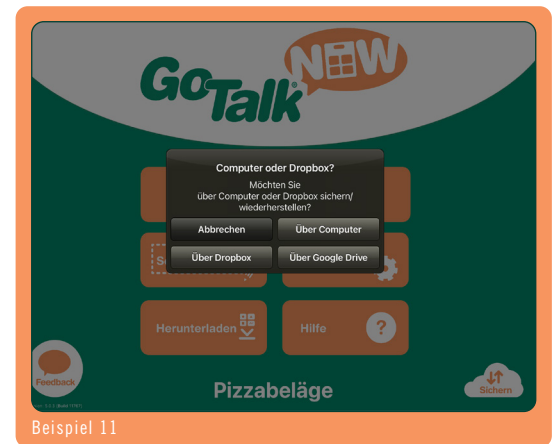 GoTalk NOW
Computer oder Dropbox?
Möchten Sie
über Computer oder Dropbox sichern/
wiederherstellen?
Abbrechen
Über Computer
Über Dropbox
Über Google Drive
Herunterladen
Hilfe
?
Feedback
Pizzabeläge
Sichern
Beispiel 11